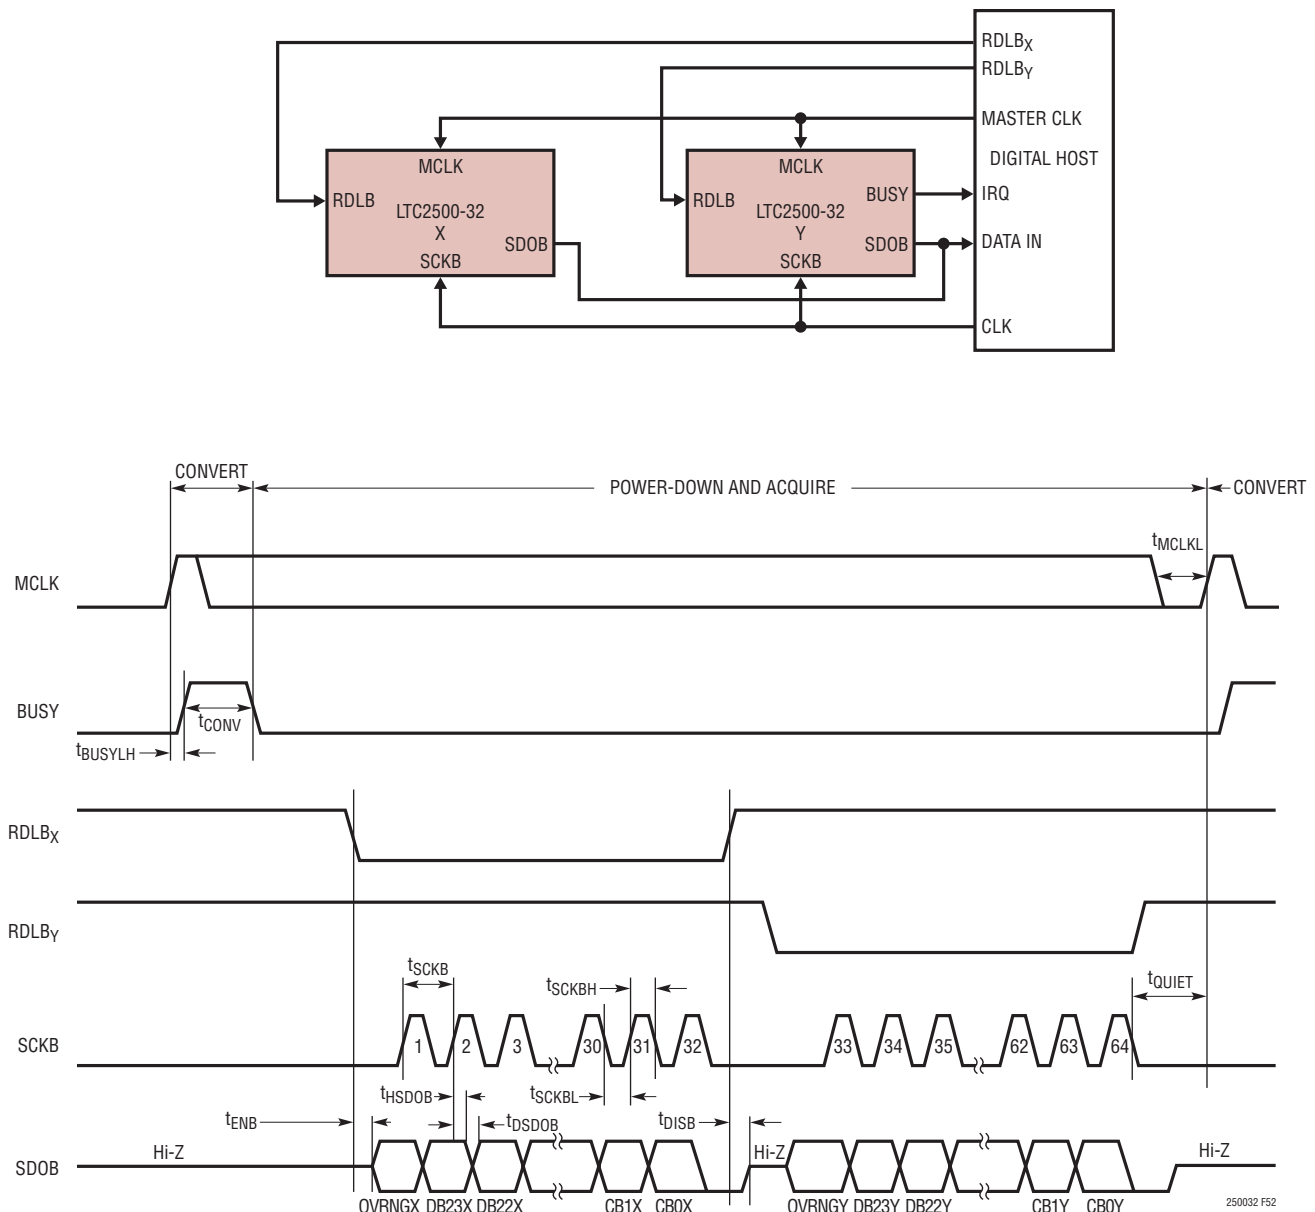 RDLBX
RDLBY
MASTER CLK
MCLK
MCLK
DIGITAL HOST
RDLB
RDLB
BUSY
IRQ
LTC2500-32
LTC2500-32
X
Y
SDOB
SDOB
DATA IN
SCKB
SCKB
CLK
CONVERT
POWER-DOWN AND ACQUIRE
CONVERT
tMCLKL
MCLK
BUSY
tCONV
tBUSYLH
RDLBX
RDLBY
tSCKB
tSCKBH
tQUIET
SCKB
1 2 3 30 31 32 33 34 35 62 63 64
tHSDOB
tSCKBL
tENB
tDSDOB
tDISB
Hi-Z
Hi-Z
Hi-Z
SDOB
OVRNGX DB23X DB22X CB1X CB0X OVRNGY DB23Y DB22Y CB1Y CB0Y
250032 F52